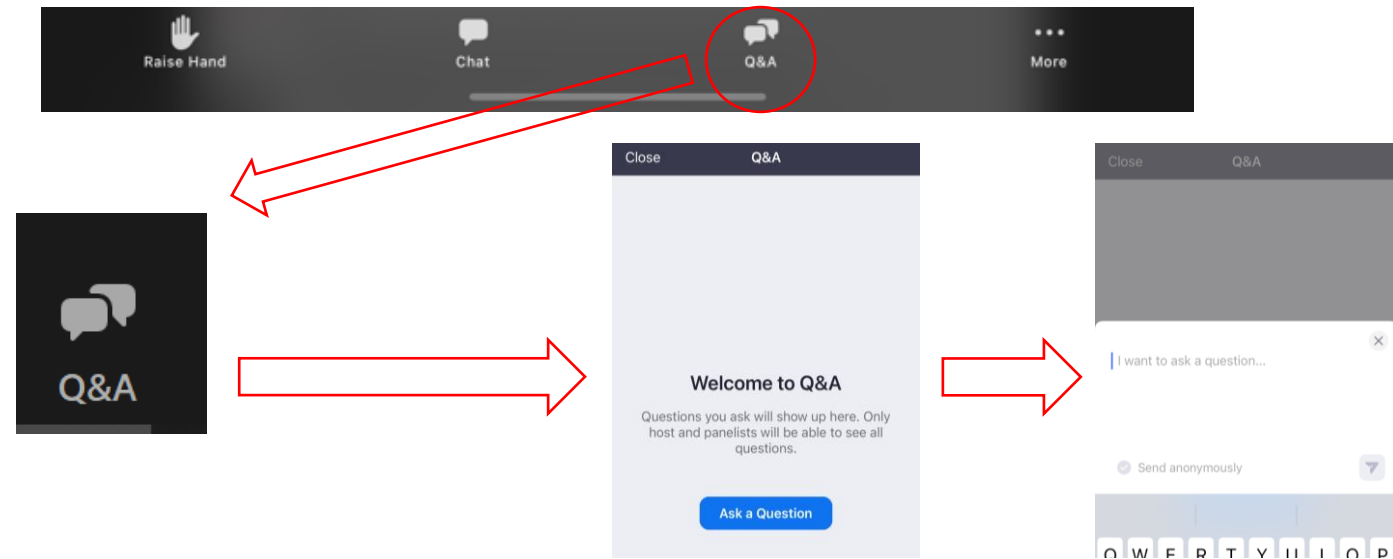 Raise Hand
Chat
Q&A
More
Q&A
Close
Q&A
Welcome to Q&A
Questions you ask will show up here. Only
host and panelists will be able to see all
questions.
Ask a Question
Close
Q&A
I want to ask a question...
Send anonymously
Q W E R T Y U I O P